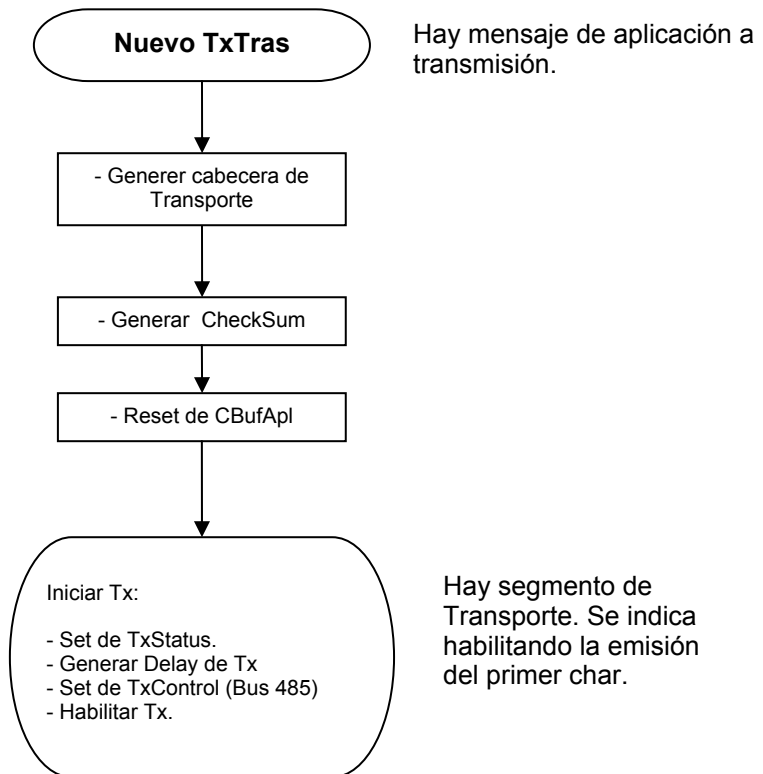 Nuevo TxTras
Hay mensaje de aplicación a
transmisión.
- Generer cabecera de
Transporte
- Generar CheckSum
- Reset de CBufApl
Iniciar Tx:
- Set de TxStatus.
- Generar Delay de Tx
- Set de TxControl (Bus 485)
- Habilitar Tx.
Hay segmento de
Transporte. Se indica
habilitando la emisión
del primer char.